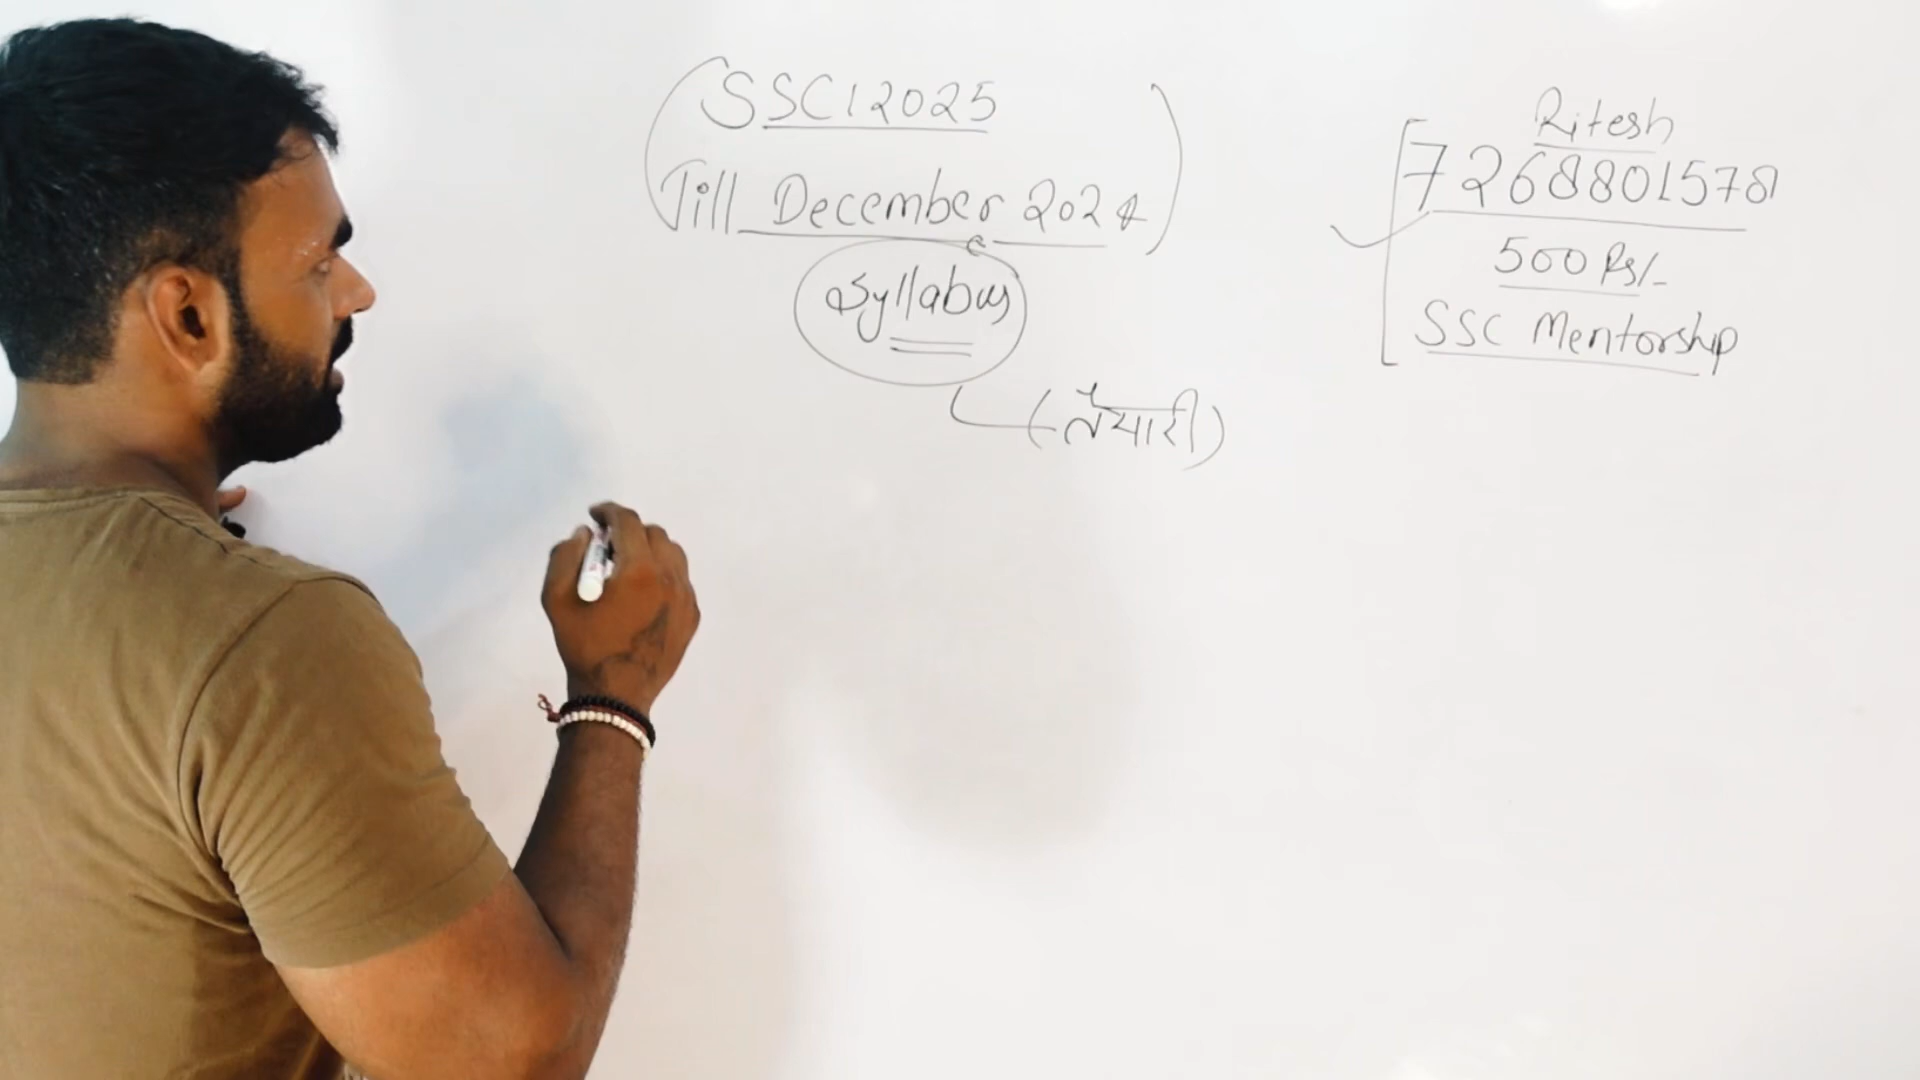 SSC 2025
Till December 2024
Syllabus
(तैयारी)
Ritesh
7268801578
500 Rs/-
SSC Mentorship